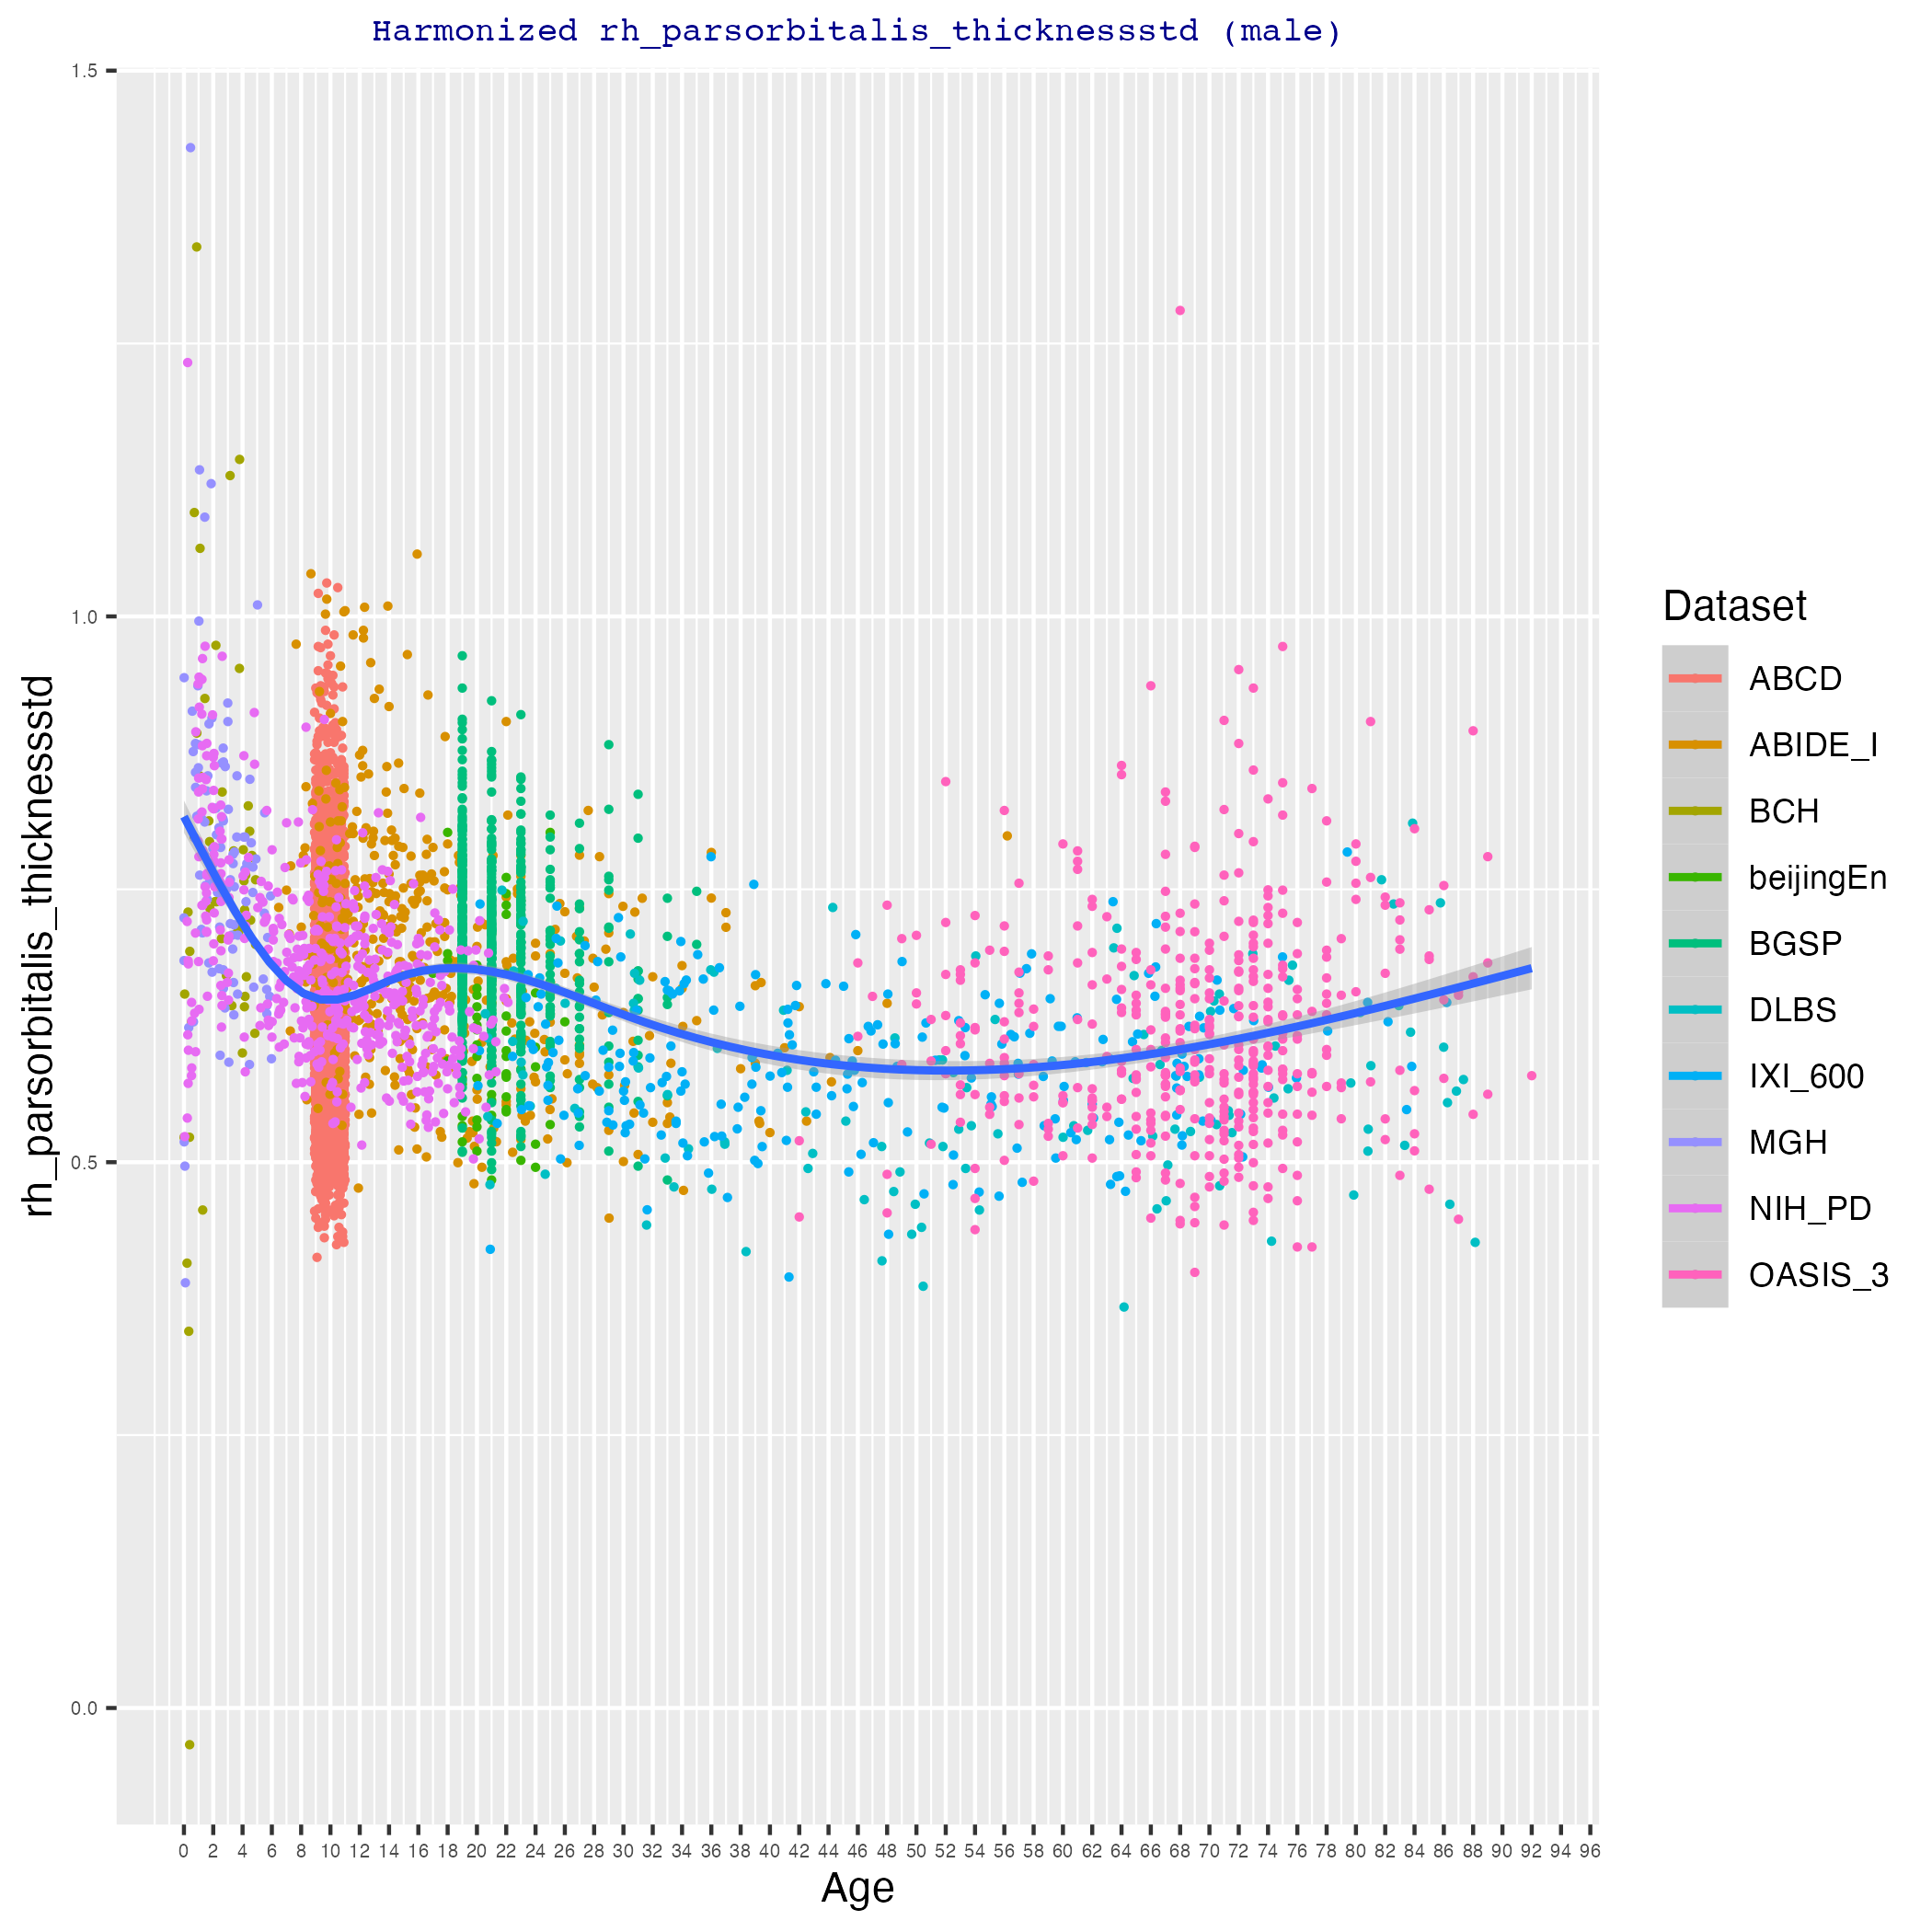 Harmonized rh_parsorbitalis_thicknessstd (male)
1.5
1.0
0.5
0.0
rh_parsorbitalis_thicknessstd
0 2 4 6 8 10 12 14 16 18 20 22 24 26 28 30 32 34 36 38 40 42 44 46 48 50 52 54 56 58 60 62 64 66 68 70 72 74 76 78 80 82 84 86 88 90 92 94 96
Age
Dataset
ABCD
ABIDE_I
BCH
beijingEn
BGSP
DLBS
IXI_600
MGH
NIH_PD
OASIS_3